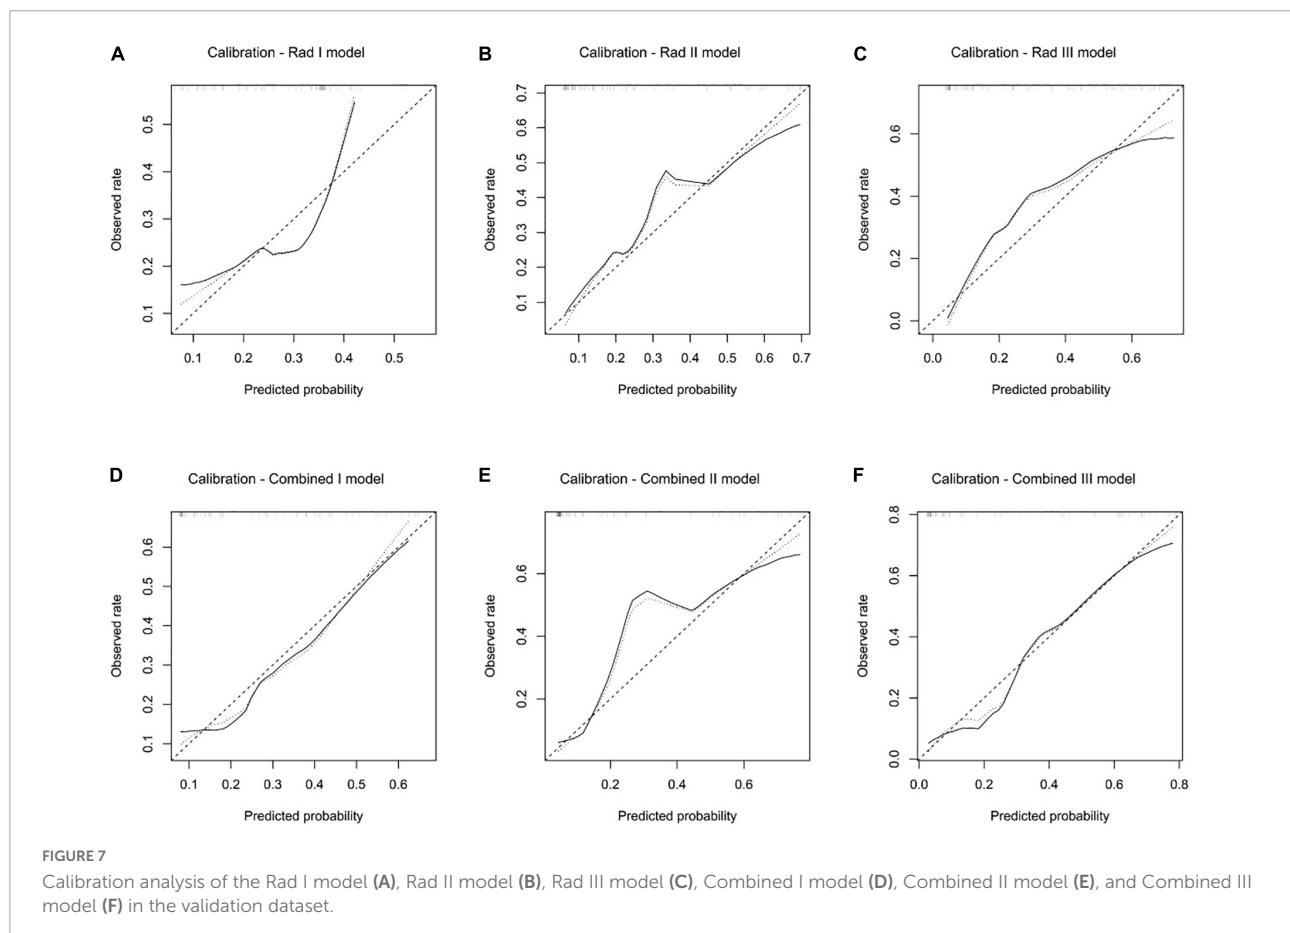 A
Calibration - Rad I model
Observed rate
0.5
0.4
0.3
0.2
0.1
0.1 0.2 0.3 0.4 0.5
Predicted probability
B
Calibration - Rad II model
Observed rate
0.7
0.6
0.5
0.4
0.3
0.2
0.1
0.1 0.2 0.3 0.4 0.5 0.6 0.7
Predicted probability
C
Calibration - Rad III model
Observed rate
0.6
0.4
0.2
0.0
0.0 0.2 0.4 0.6
Predicted probability
D
Calibration - Combined I model
Observed rate
0.6
0.5
0.4
0.3
0.2
0.1
0.1 0.2 0.3 0.4 0.5 0.6
Predicted probability
E
Calibration - Combined II model
Observed rate
0.6
0.4
0.2
0.2 0.4 0.6
Predicted probability
F
Calibration - Combined III model
Observed rate
0.8
0.6
0.4
0.2
0.0
0.0 0.2 0.4 0.6 0.8
Predicted probability
FIGURE 7
Calibration analysis of the Rad I model (A), Rad II model (B), Rad III model (C), Combined I model (D), Combined II model (E), and Combined III
model (F) in the validation dataset.